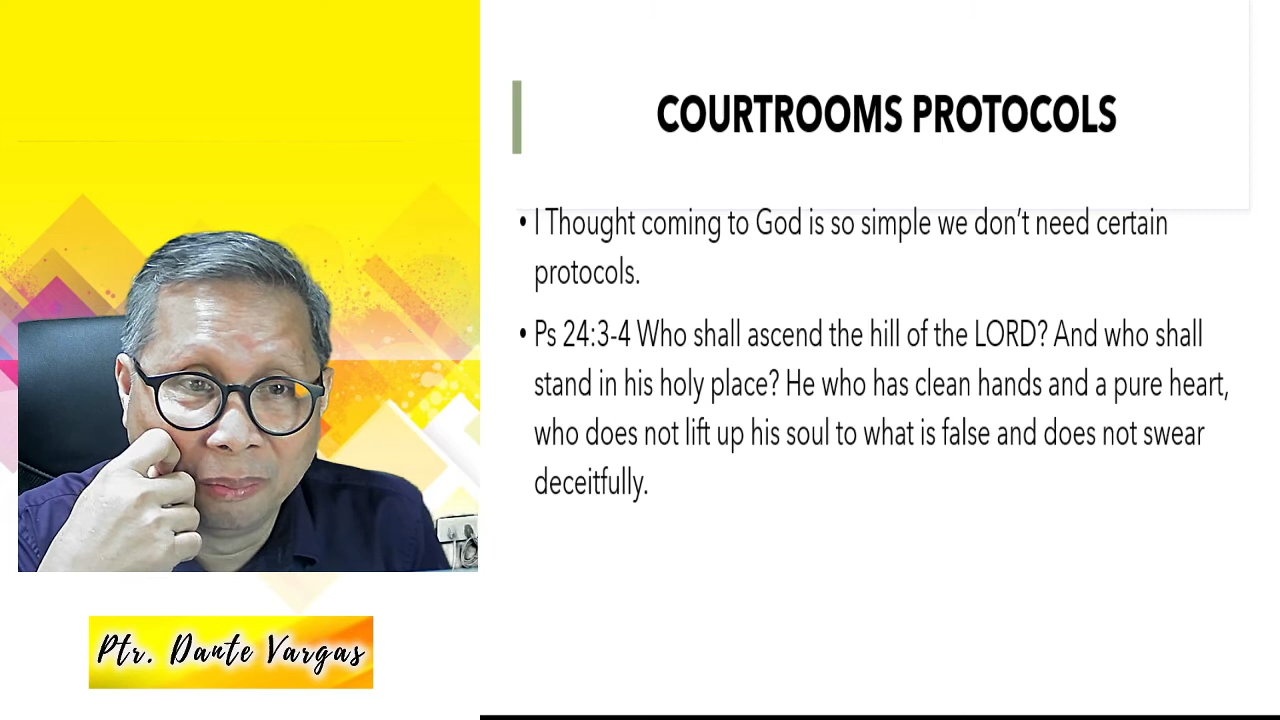 COURTROOMS PROTOCOLS
• I Thought coming to God is so simple we don’t need certain
protocols.
• Ps 24:3-4 Who shall ascend the hill of the LORD? And who shall
stand in his holy place? He who has clean hands and a pure heart,
who does not lift up his soul to what is false and does not swear
deceitfully.
Ptr. Dante Vargas